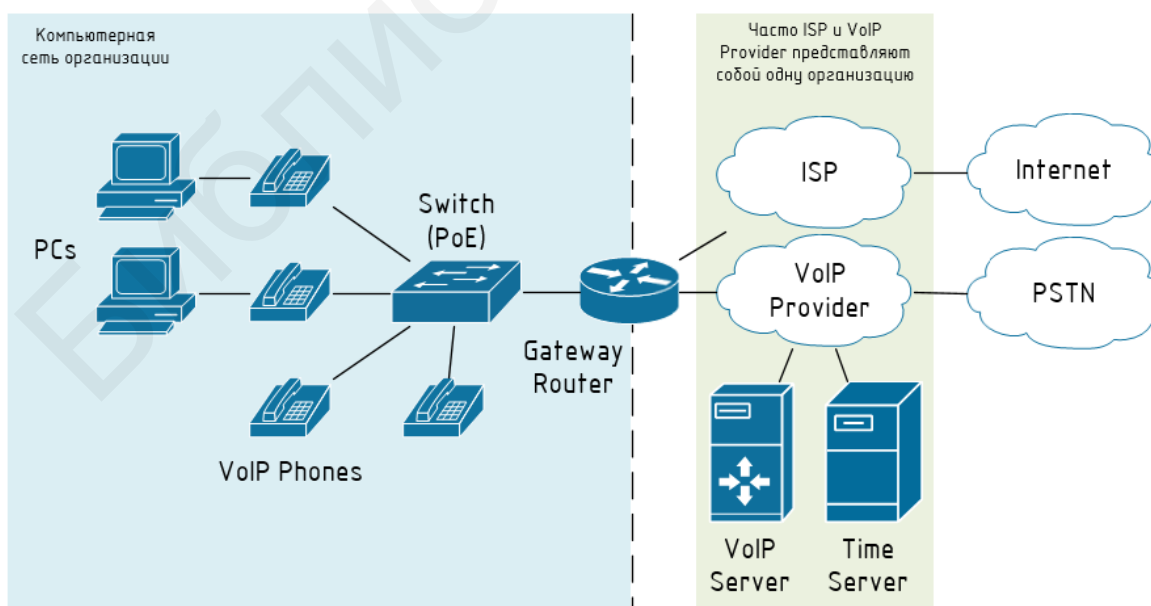 Компьютерная
сеть организации
Часто ISP и VoIP
Provider представляют
собой одну организацию
PCs
Switch
(PoE)
Gateway
Router
VoIP Phones
ISP
Internet
VoIP
Provider
PSTN
VoIP
Server
Time
Server